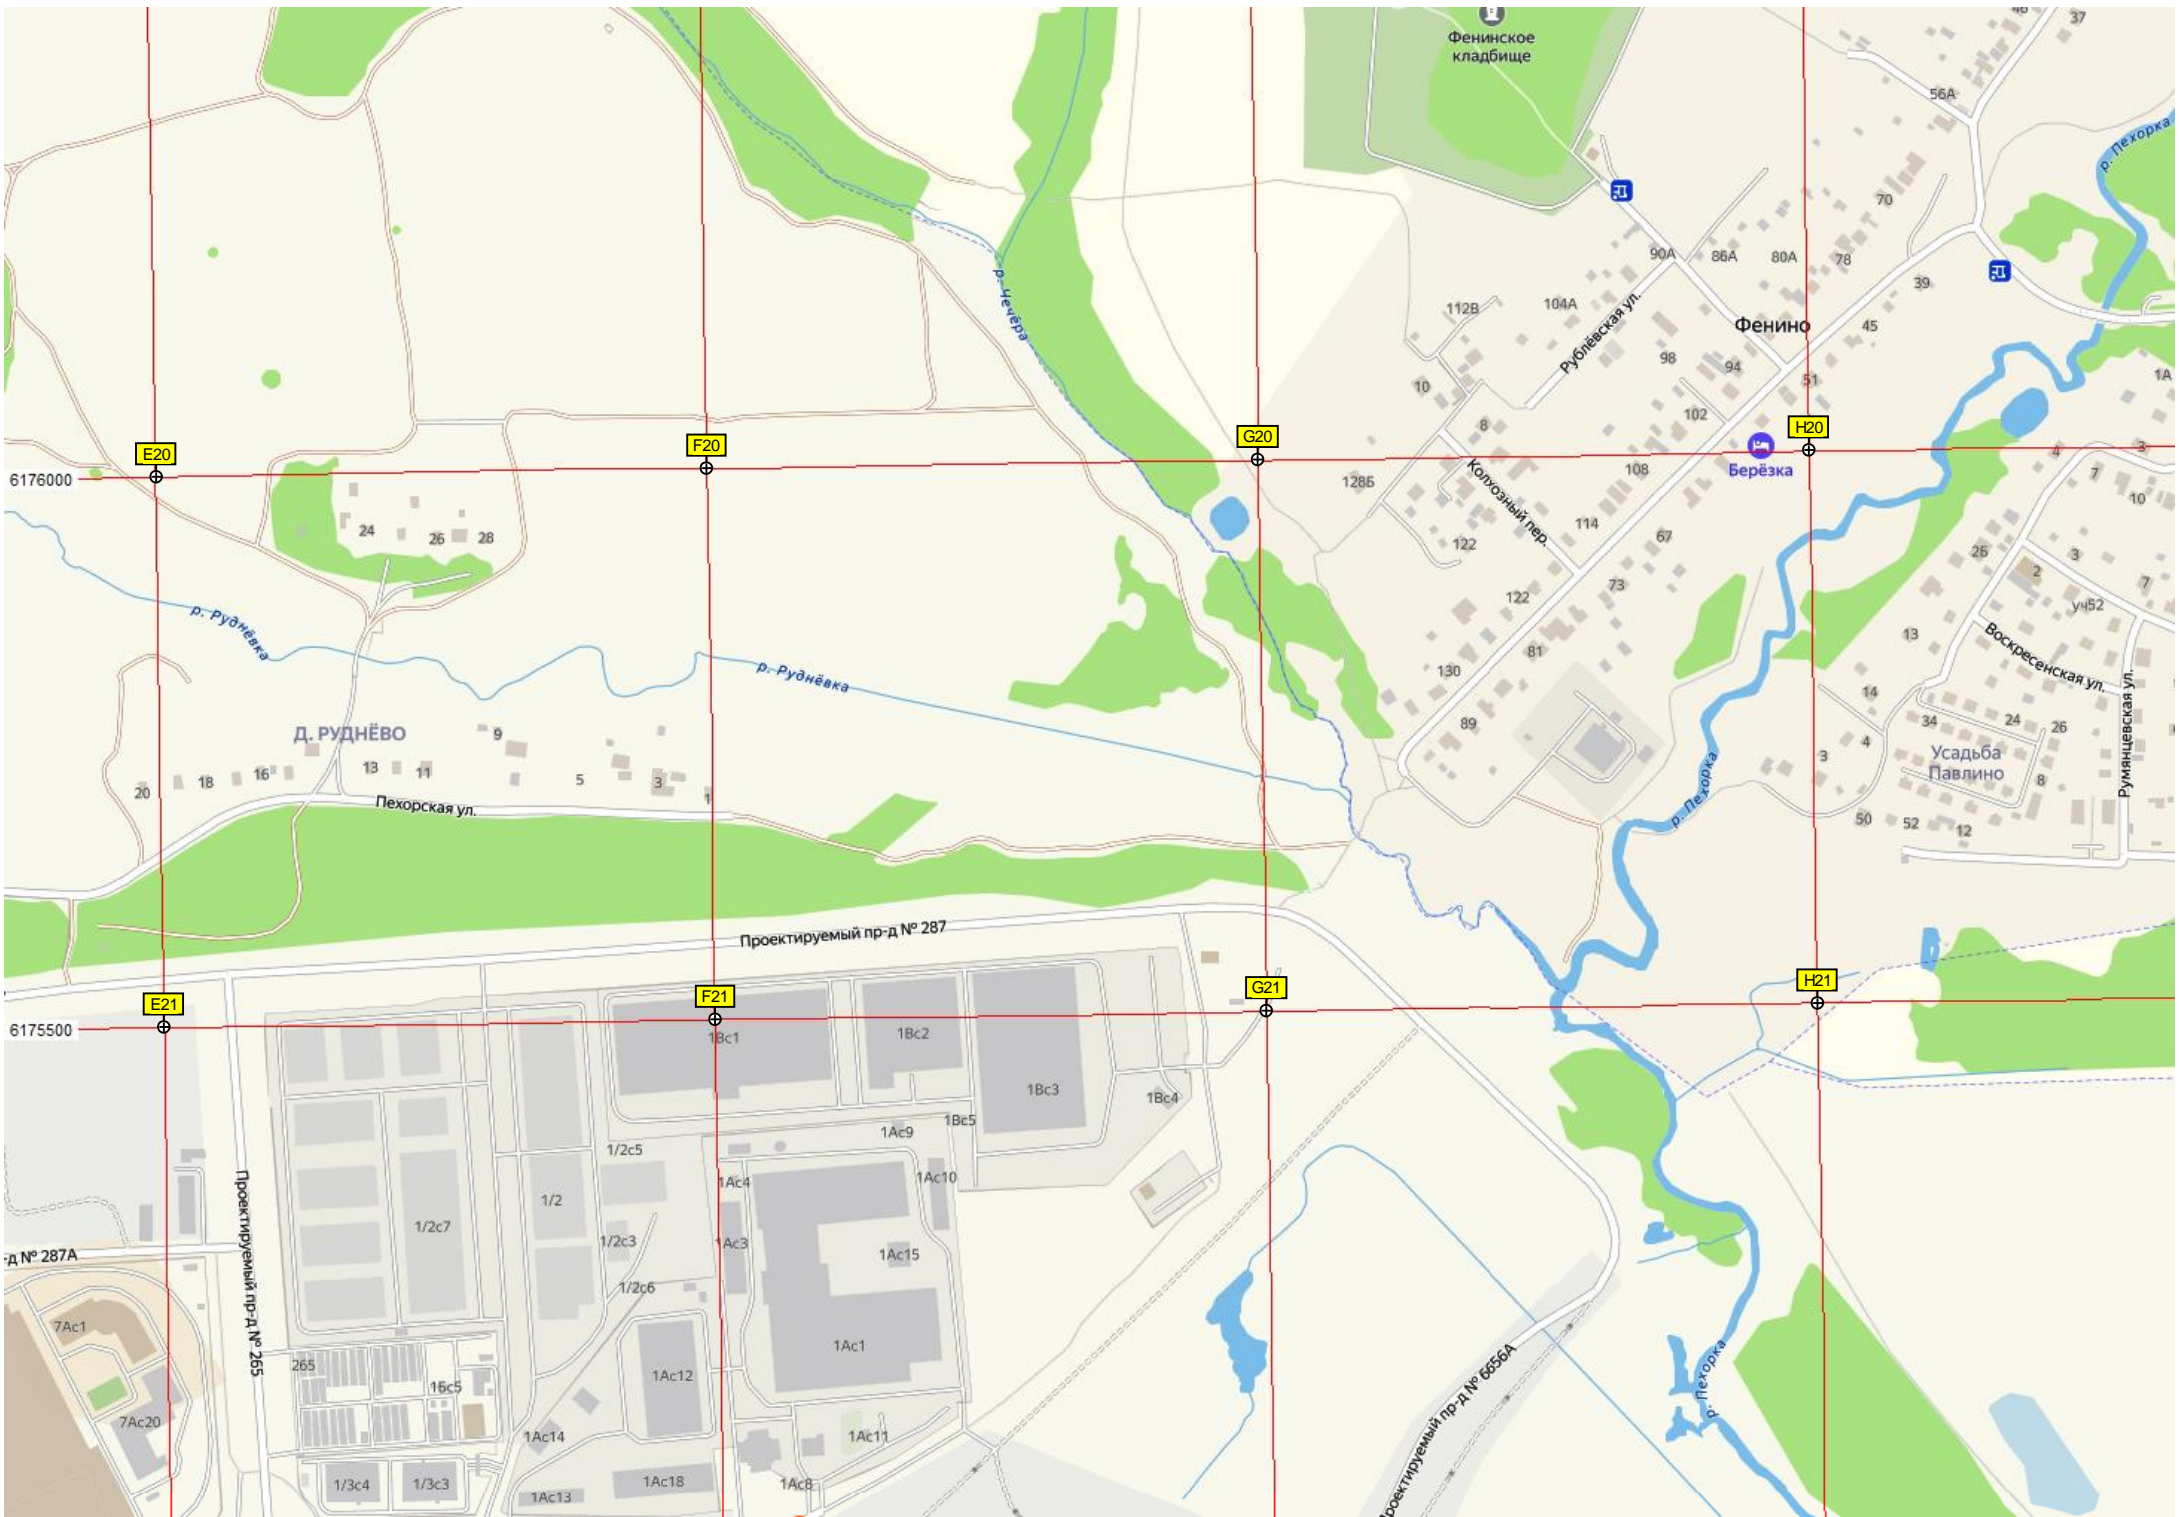 Фенинское
кладбище
46
37
56А
р. Пехорка
70
90А
86А
80А
78
39
р. Чечёра
112В
104А
Рублёвская ул.
Фенино
45
98
94
51
1А
10
102
8
E20
F20
G20
H20
6176000
128Б
Колхозный пер.
108
Берёзка
4
3
7
10
24
26
28
114
67
122
26
3
2
7
73
122
уч52
р. Руднёвка
р. Руднёвка
81
13
Воскресенская ул.
130
14
Румянцевская ул.
Д. РУДНЁВО
9
89
34
24
26
3
4
Усадьба
Павлино
8
20
18
16
13
11
5
3
1
Пехорская ул.
р. Пехорка
50
52
12
Проектируемый пр-д № 287
E21
F21
G21
H21
6175500
1Вс1
1Вс2
1Вс3
1Вс4
1Вс5
1Ас9
1/2с5
1Ас4
1Ас10
1/2
1/2с7
1/2с3
1Ас3
1Ас15
-д № 287А
1/2с6
Проектируемый пр-д № 265
7Ас1
1Ас1
265
16с5
1Ас12
Проектируемый пр-д № 6656А
р. Пехорка
7Ас20
1Ас14
1Ас11
1/3с4
1/3с3
1Ас13
1Ас18
1Ас8